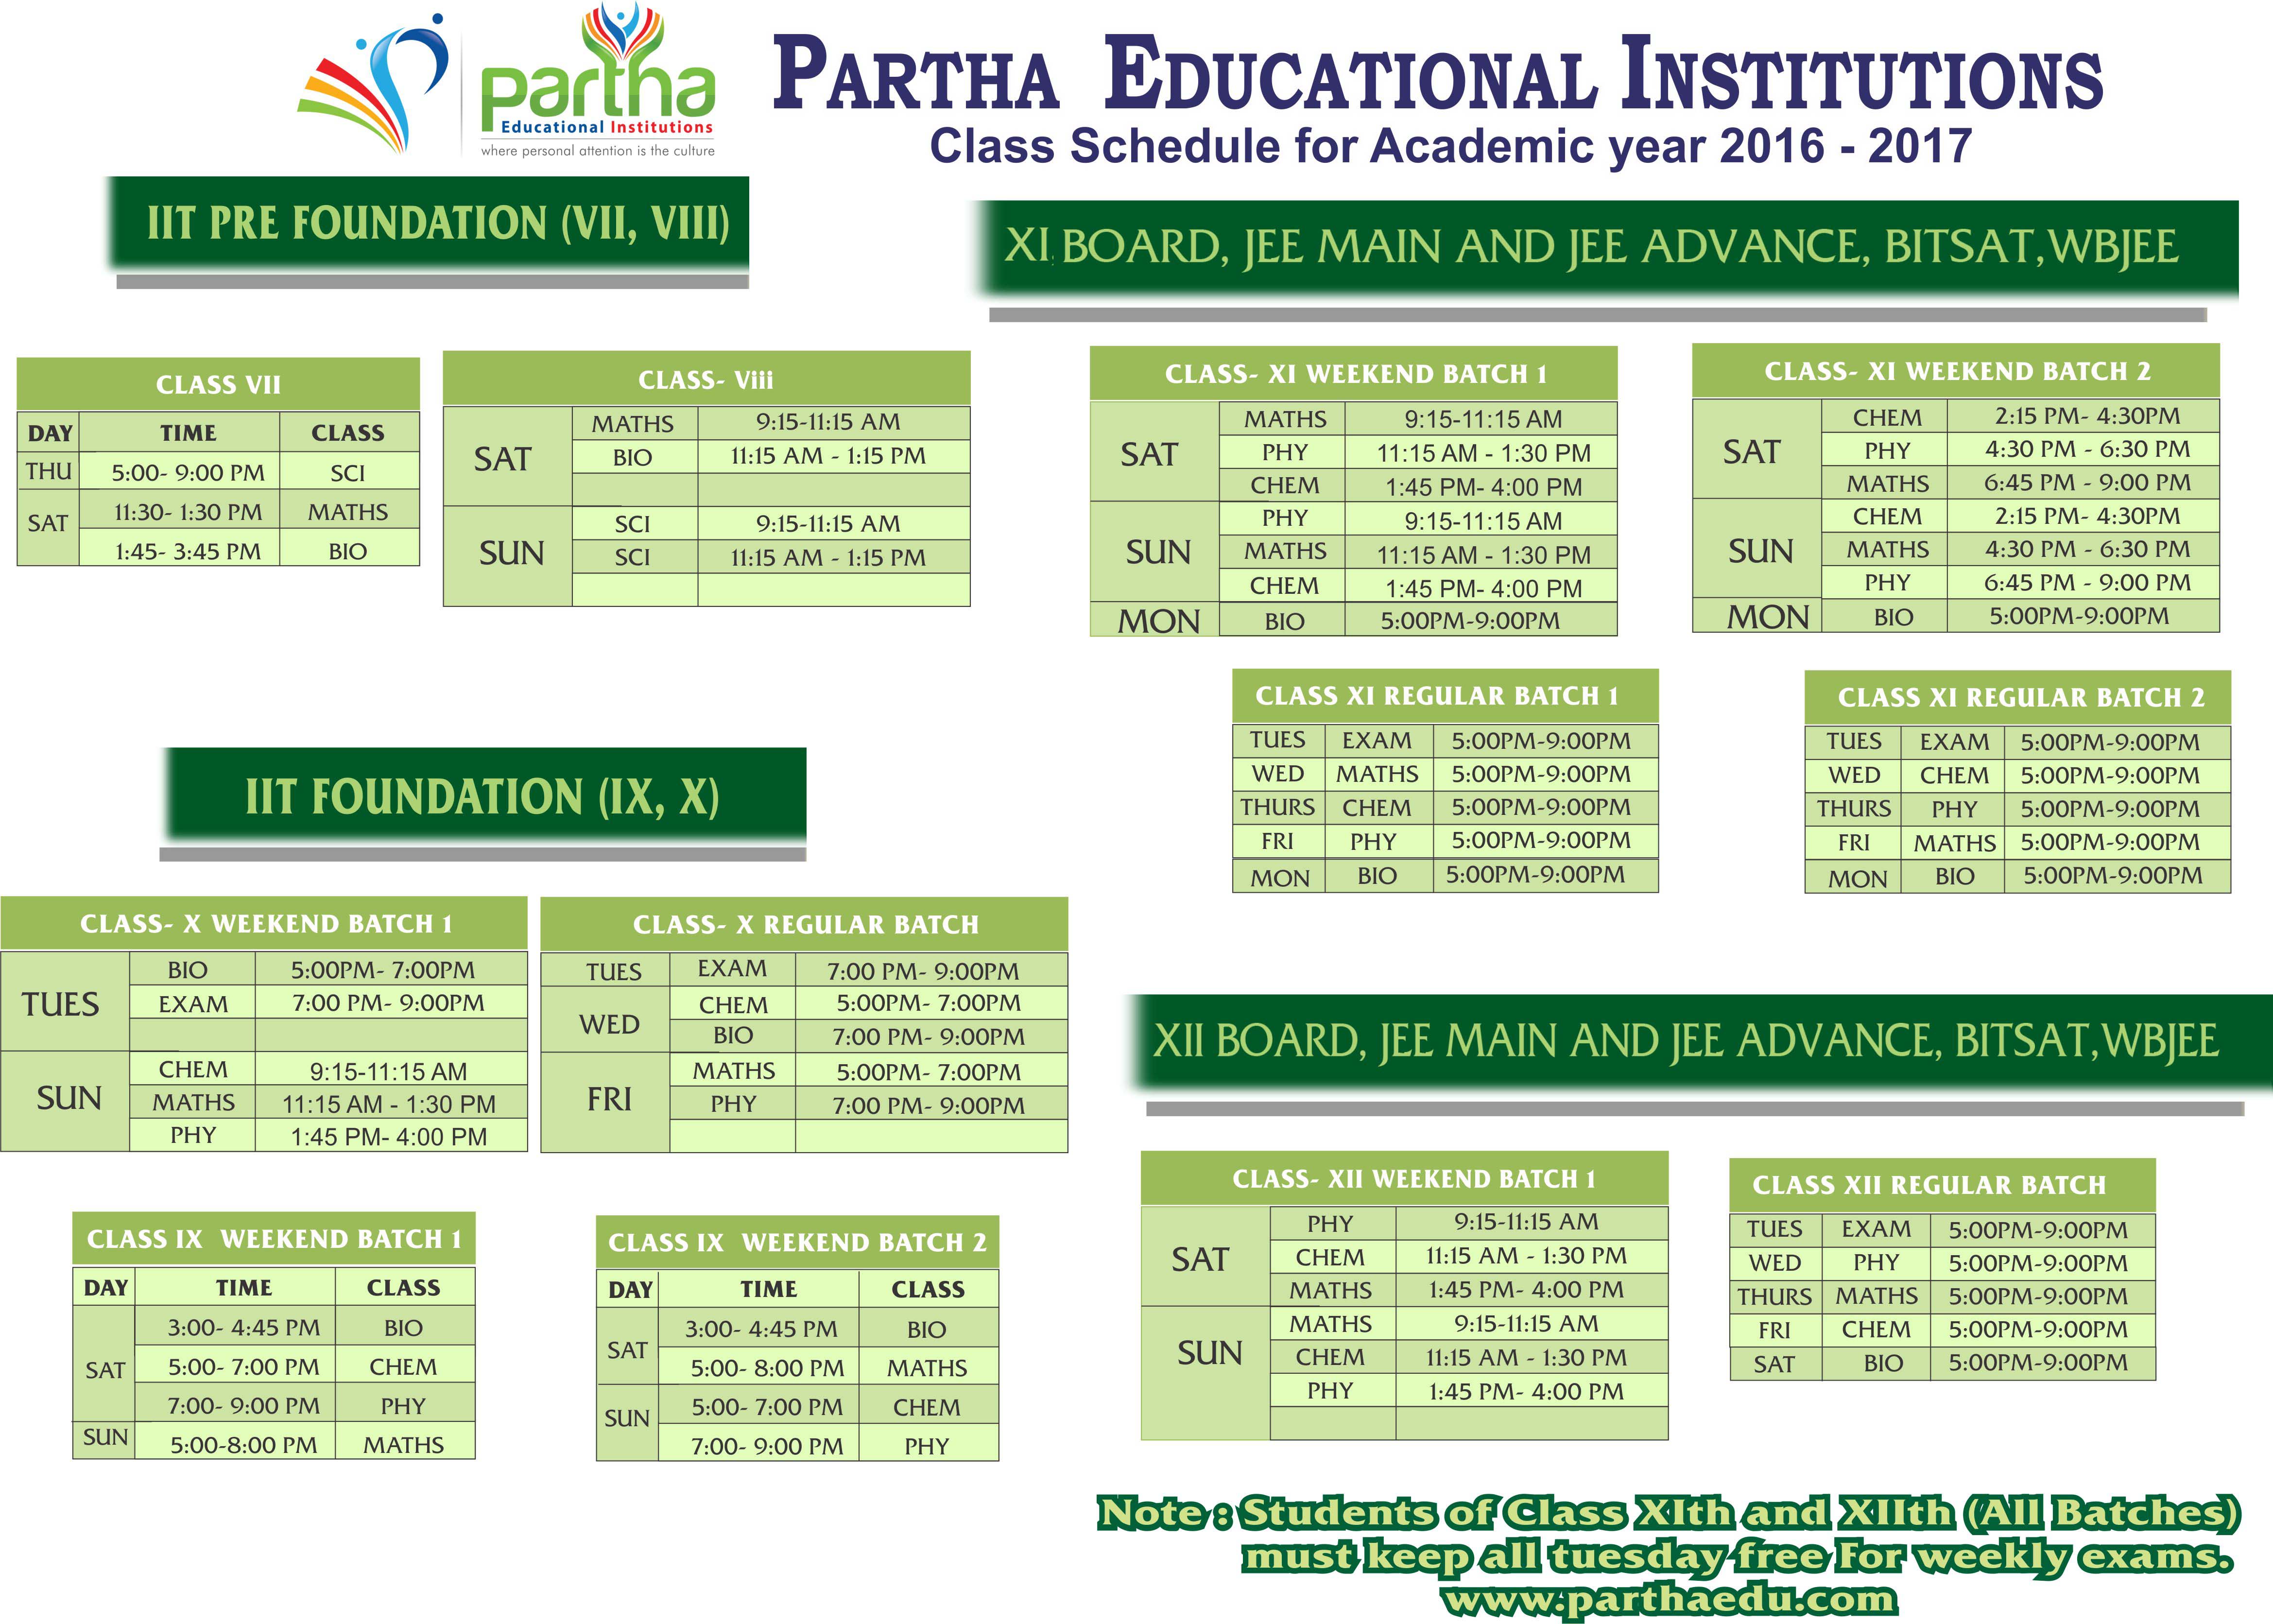 partha
Educational Institutions
where personal attention is the culture
PARTHA EDUCATIONAL INSTITUTIONS
Class Schedule for Academic year 2016 - 2017
IIT PRE FOUNDATION (VII, VIII)
CLASS VII
DAY TIME CLASS
THU 5:00- 9:00 PM SCI
SAT 11:30- 1:30 PM MATHS
1:45- 3:45 PM BIO
CLASS- Viii
SAT MATHS 9:15-11:15 AM
BIO 11:15 AM - 1:15 PM
SUN SCI 9:15-11:15 AM
SCI 11:15 AM - 1:15 PM
IIT FOUNDATION (IX, X)
CLASS- X WEEKEND BATCH 1
TUES BIO 5:00PM- 7:00PM
EXAM 7:00 PM- 9:00PM
SUN CHEM 9:15-11:15 AM
MATHS 11:15 AM - 1:30 PM
PHY 1:45 PM- 4:00 PM
CLASS- X REGULAR BATCH
TUES EXAM 7:00 PM- 9:00PM
WED CHEM 5:00PM- 7:00PM
BIO 7:00 PM- 9:00PM
FRI MATHS 5:00PM- 7:00PM
PHY 7:00 PM- 9:00PM
CLASS IX WEEKEND BATCH 1
DAY TIME CLASS
SAT 3:00- 4:45 PM BIO
5:00- 7:00 PM CHEM
7:00- 9:00 PM PHY
SUN 5:00-8:00 PM MATHS
CLASS IX WEEKEND BATCH 2
DAY TIME CLASS
SAT 3:00- 4:45 PM BIO
5:00- 8:00 PM MATHS
SUN 5:00- 7:00 PM CHEM
7:00- 9:00 PM PHY
XI, BOARD, JEE MAIN AND JEE ADVANCE, BITSAT,WBJEE
CLASS- XI WEEKEND BATCH 1
SAT MATHS 9:15-11:15 AM
PHY 11:15 AM - 1:30 PM
CHEM 1:45 PM- 4:00 PM
SUN PHY 9:15-11:15 AM
MATHS 11:15 AM - 1:30 PM
CHEM 1:45 PM- 4:00 PM
MON BIO 5:00PM-9:00PM
CLASS- XI WEEKEND BATCH 2
SAT CHEM 2:15 PM- 4:30PM
PHY 4:30 PM - 6:30 PM
MATHS 6:45 PM - 9:00 PM
SUN CHEM 2:15 PM- 4:30PM
MATHS 4:30 PM - 6:30 PM
PHY 6:45 PM - 9:00 PM
MON BIO 5:00PM-9:00PM
CLASS XI REGULAR BATCH 1
TUES EXAM 5:00PM-9:00PM
WED MATHS 5:00PM-9:00PM
THURS CHEM 5:00PM-9:00PM
FRI PHY 5:00PM-9:00PM
MON BIO 5:00PM-9:00PM
CLASS XI REGULAR BATCH 2
TUES EXAM 5:00PM-9:00PM
WED CHEM 5:00PM-9:00PM
THURS PHY 5:00PM-9:00PM
FRI MATHS 5:00PM-9:00PM
MON BIO 5:00PM-9:00PM
XII BOARD, JEE MAIN AND JEE ADVANCE, BITSAT,WBJEE
CLASS- XII WEEKEND BATCH 1
SAT PHY 9:15-11:15 AM
CHEM 11:15 AM - 1:30 PM
MATHS 1:45 PM- 4:00 PM
SUN MATHS 9:15-11:15 AM
CHEM 11:15 AM - 1:30 PM
PHY 1:45 PM- 4:00 PM
CLASS XII REGULAR BATCH
TUES EXAM 5:00PM-9:00PM
WED PHY 5:00PM-9:00PM
THURS MATHS 5:00PM-9:00PM
FRI CHEM 5:00PM-9:00PM
SAT BIO 5:00PM-9:00PM
Note : Students of Class XIth and XIIth (All Batches)
must keep all tuesday free For weekly exams.
www.parthaedu.com